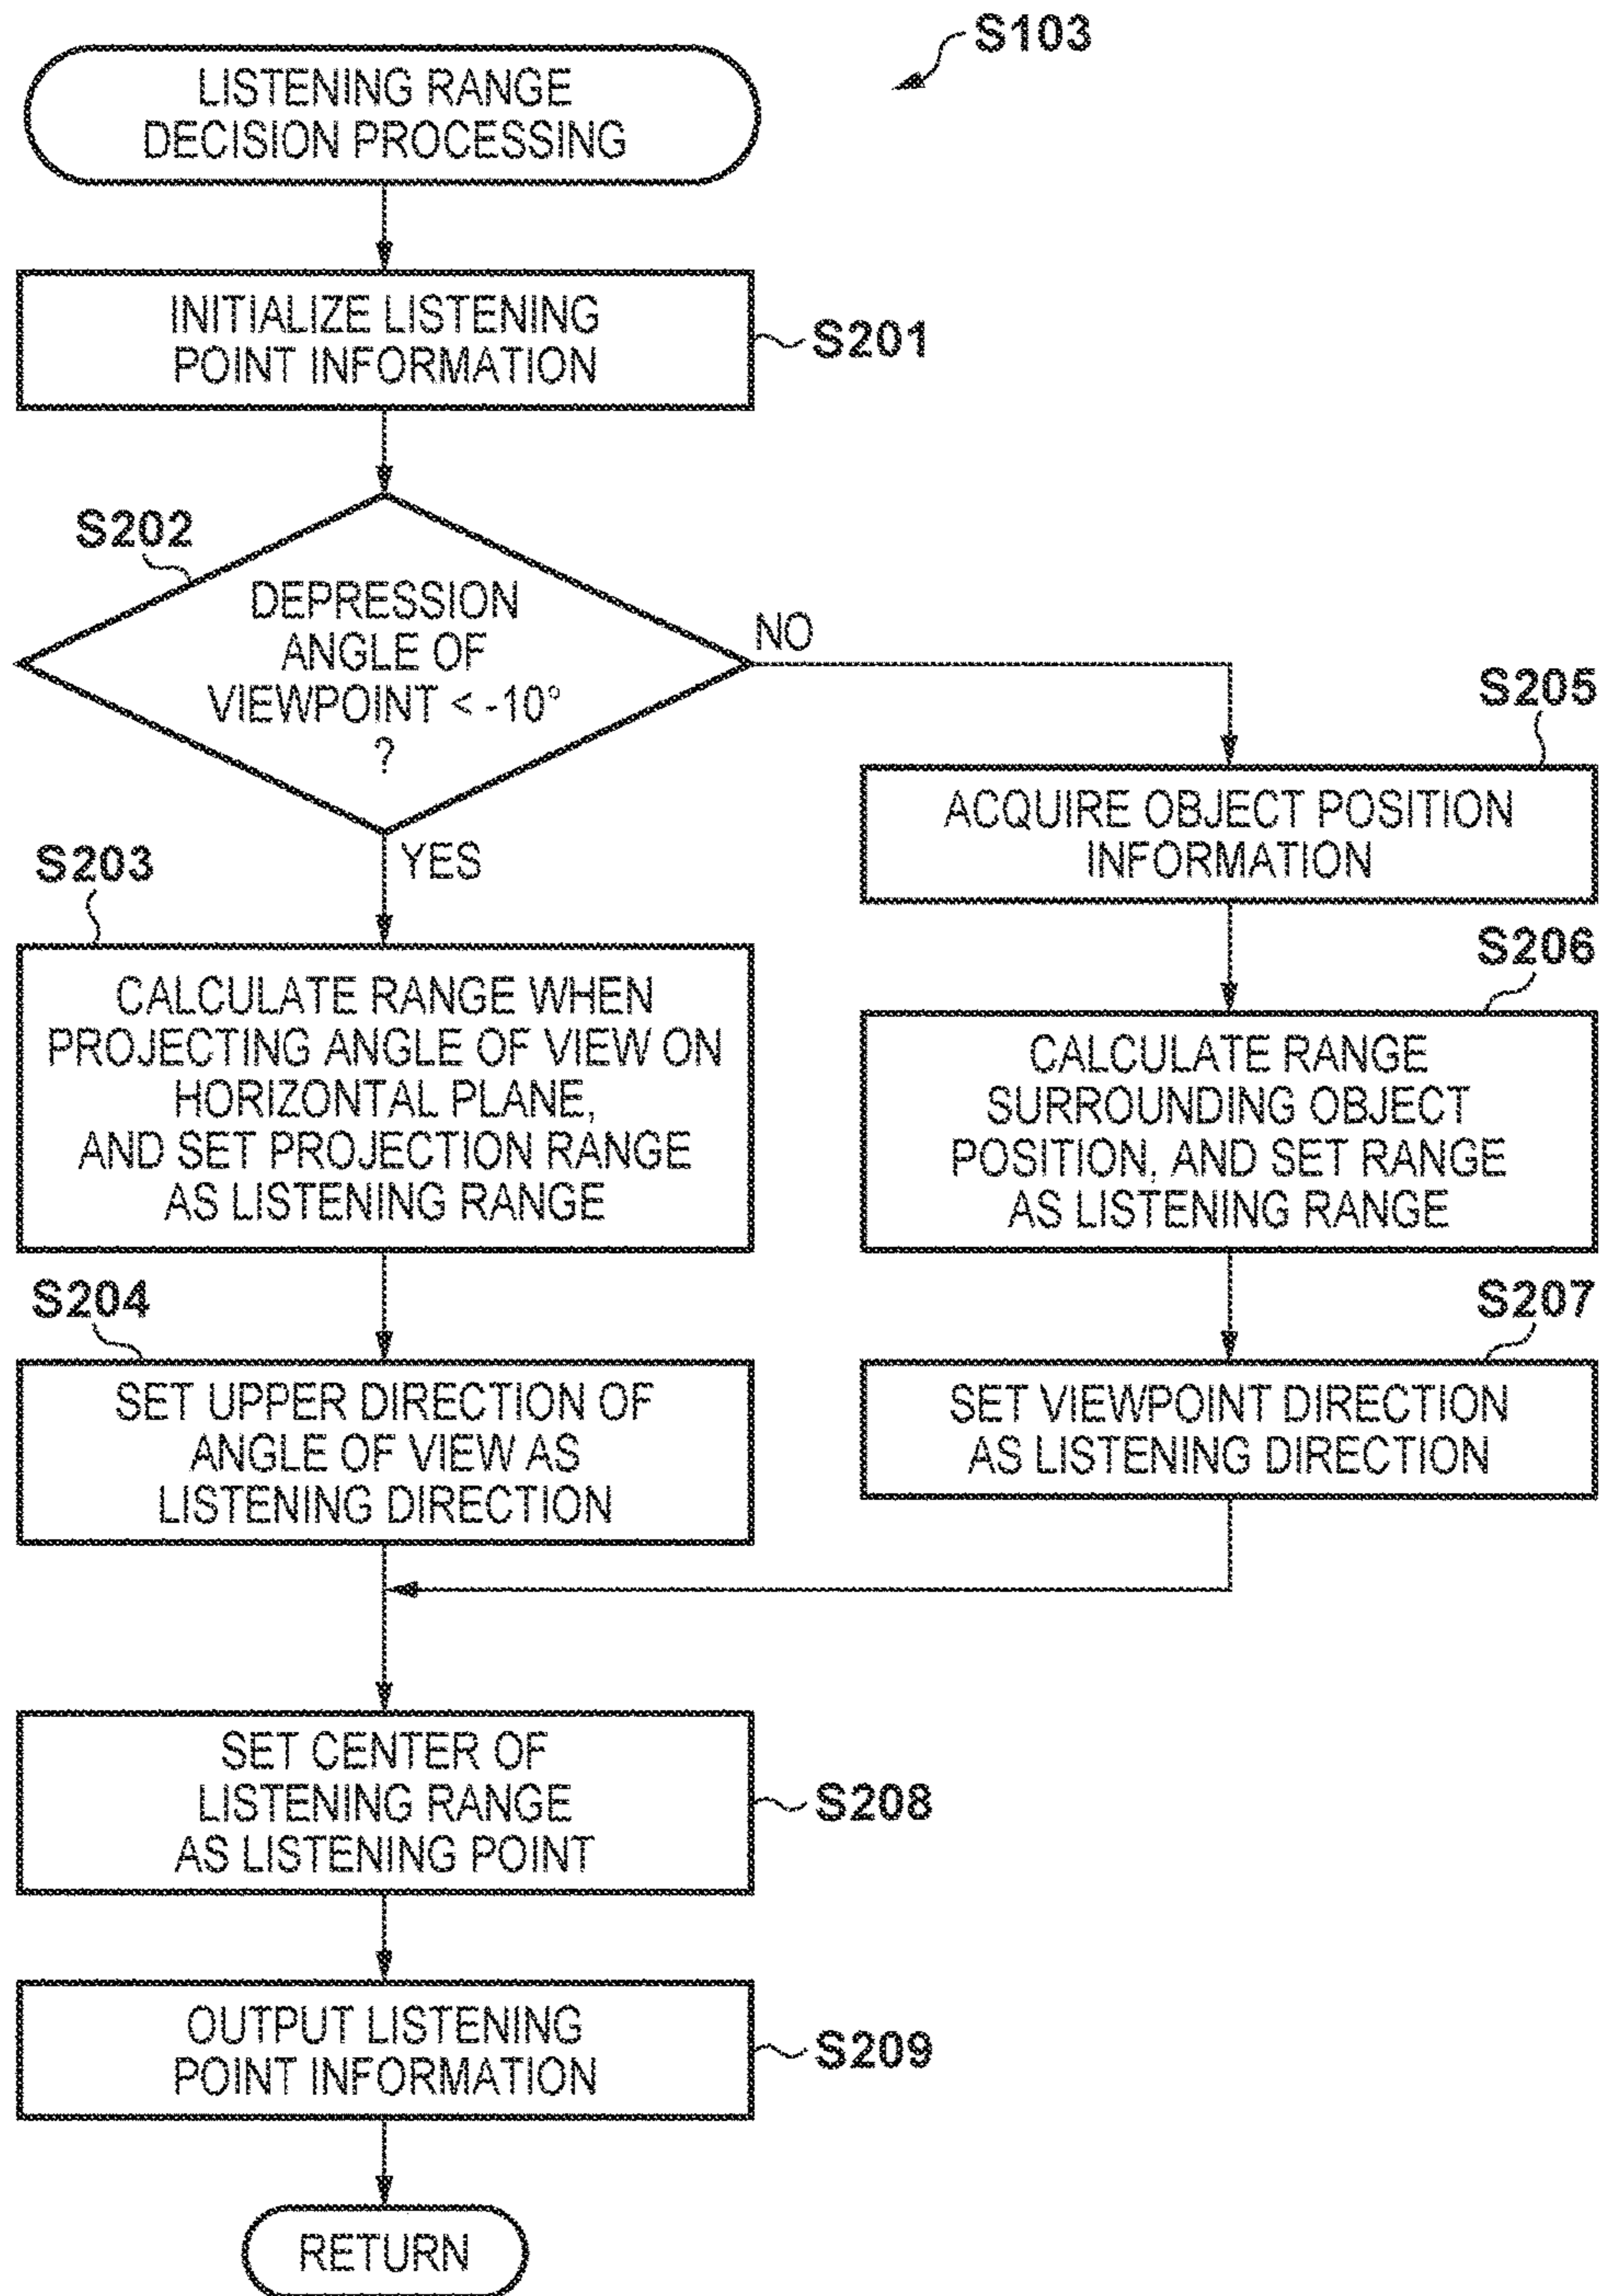 S103
LISTENING RANGE
DECISION PROCESSING
INITIALIZE LISTENING
POINT INFORMATION
S201
S202
DEPRESSION
ANGLE OF
VIEWPOINT < -10°
?
NO
YES
S203
CALCULATE RANGE WHEN
PROJECTING ANGLE OF VIEW ON
HORIZONTAL PLANE,
AND SET PROJECTION RANGE
AS LISTENING RANGE
S204
SET UPPER DIRECTION OF
ANGLE OF VIEW AS
LISTENING DIRECTION
S205
ACQUIRE OBJECT POSITION
INFORMATION
S206
CALCULATE RANGE
SURROUNDING OBJECT
POSITION, AND SET RANGE
AS LISTENING RANGE
S207
SET VIEWPOINT DIRECTION
AS LISTENING DIRECTION
SET CENTER OF
LISTENING RANGE
AS LISTENING POINT
S208
OUTPUT LISTENING
POINT INFORMATION
S209
RETURN